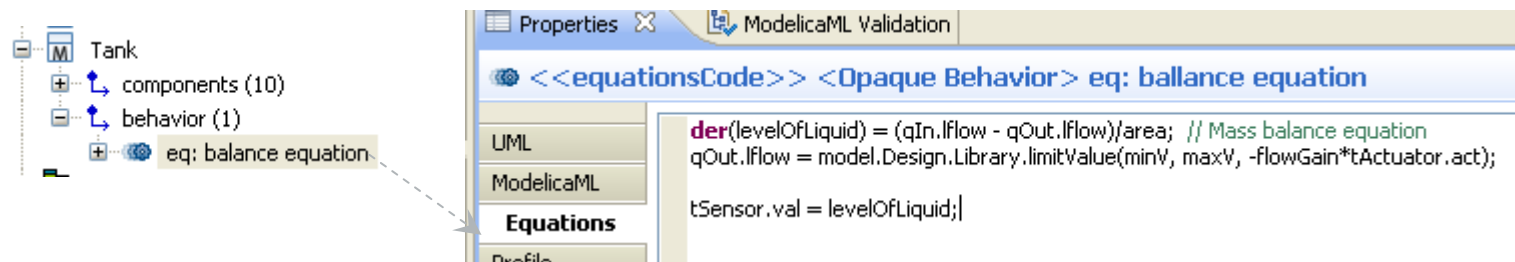 Tank
components (10)
behavior (1)
eq: balance equation
Properties
ModelicaML Validation
<<equationsCode>> <Opaque Behavior> eq: ballance equation
UML
ModelicaML
Equations
Profile
der(levelOfLiquid) = (qIn.lflow - qOut.lflow)/area;  // Mass balance equation
qOut.lflow = model.Design.Library.limitValue(minV, maxV, -flowGain*tActuator.act);
tSensor.val = levelOfLiquid;